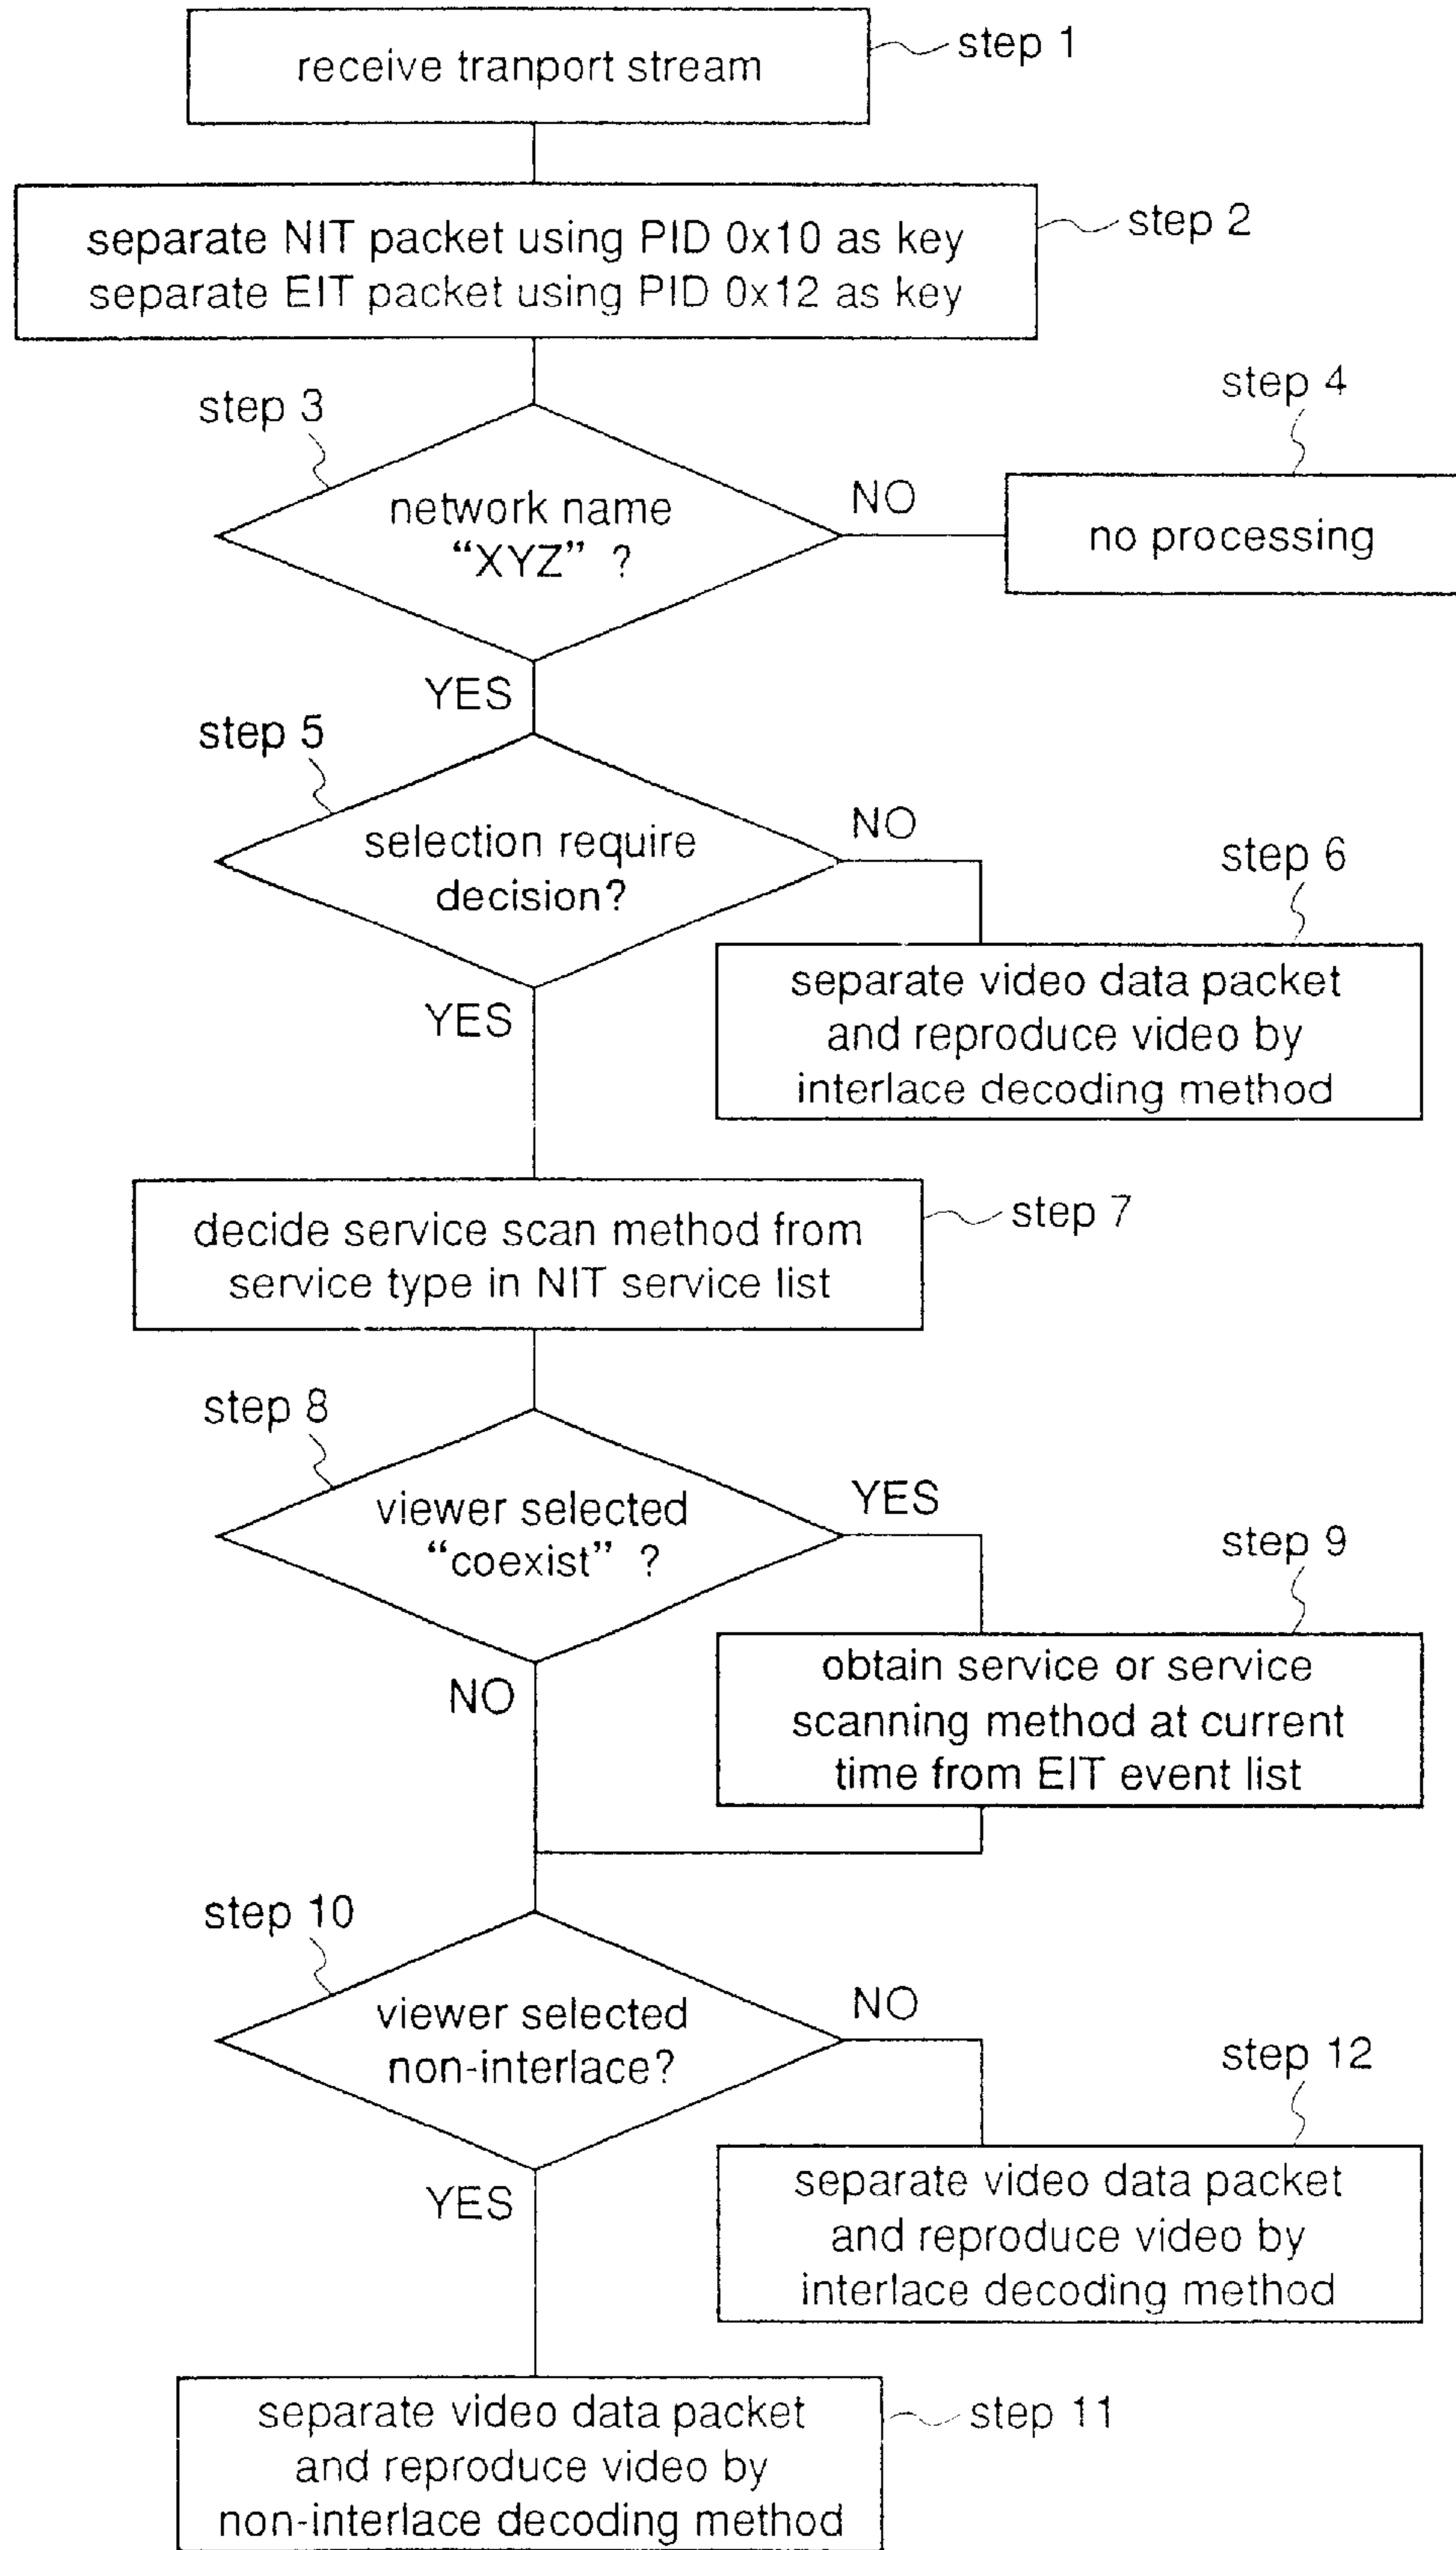 receive tranport stream
step 1
separate NIT packet using PID 0x10 as key
separate EIT packet using PID 0x12 as key
step 2
step 3
network name
“XYZ” ?
NO
step 4
no processing
YES
step 5
selection require
decision?
NO
step 6
separate video data packet
and reproduce video by
interlace decoding method
YES
decide service scan method from
service type in NIT service list
step 7
step 8
viewer selected
“coexist” ?
YES
step 9
obtain service or service
scanning method at current
time from EIT event list
NO
step 10
viewer selected
non-interlace?
NO
step 12
separate video data packet
and reproduce video by
interlace decoding method
YES
separate video data packet
and reproduce video by
non-interlace decoding method
step 11